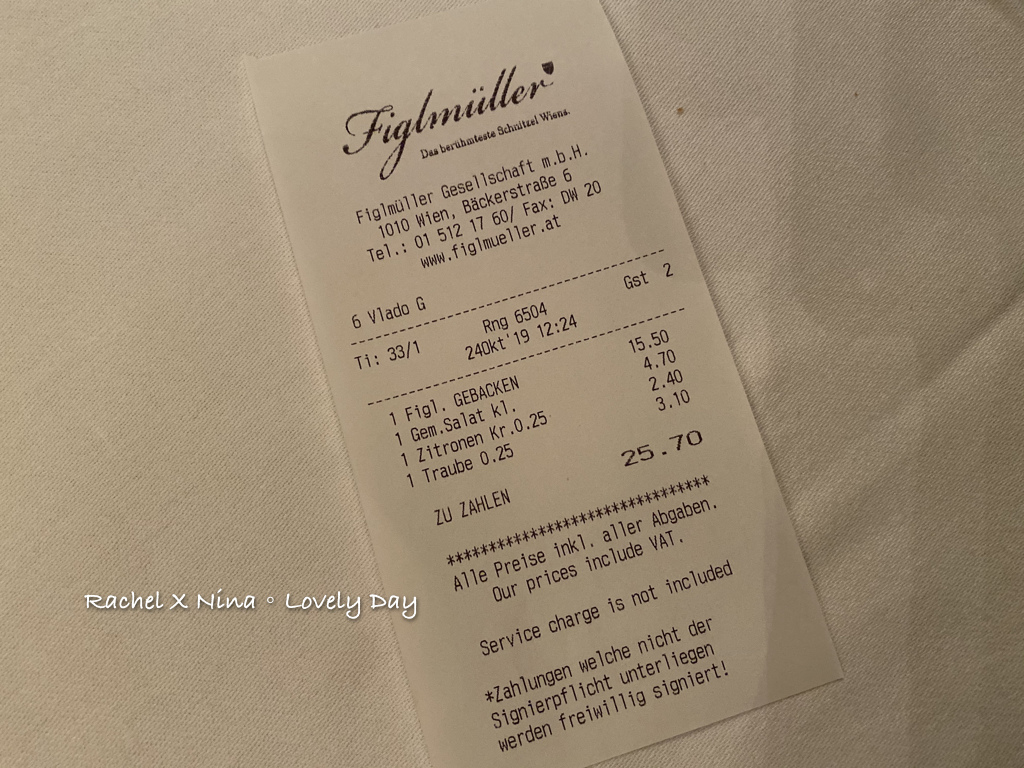 Figlmüller
Das berühmteste Schnitzel Wiens.
Figlmüller Gesellschaft m.b.H.
1010 Wien, Bäckerstraße 6
Tel.: 01 512 17 60/ Fax: DW 20
www.figlmueller.at
6 Vlado G
--------------------------------
Ti: 33/1 Rng 6504 Gst 2
24Okt'19 12:24
--------------------------------
1 Figl. GEBACKEN 15.50
1 Gem.Salat kl. 4.70
1 Zitronen Kr.0.25 2.40
1 Traube 0.25 3.10
ZU ZAHLEN 25.70
********************************
Alle Preise inkl. aller Abgaben.
Our prices include VAT.
Service charge is not included
*Zahlungen welche nicht der
Signierpflicht unterliegen
werden freiwillig signiert!
Rachel X Nina ◦ Lovely Day